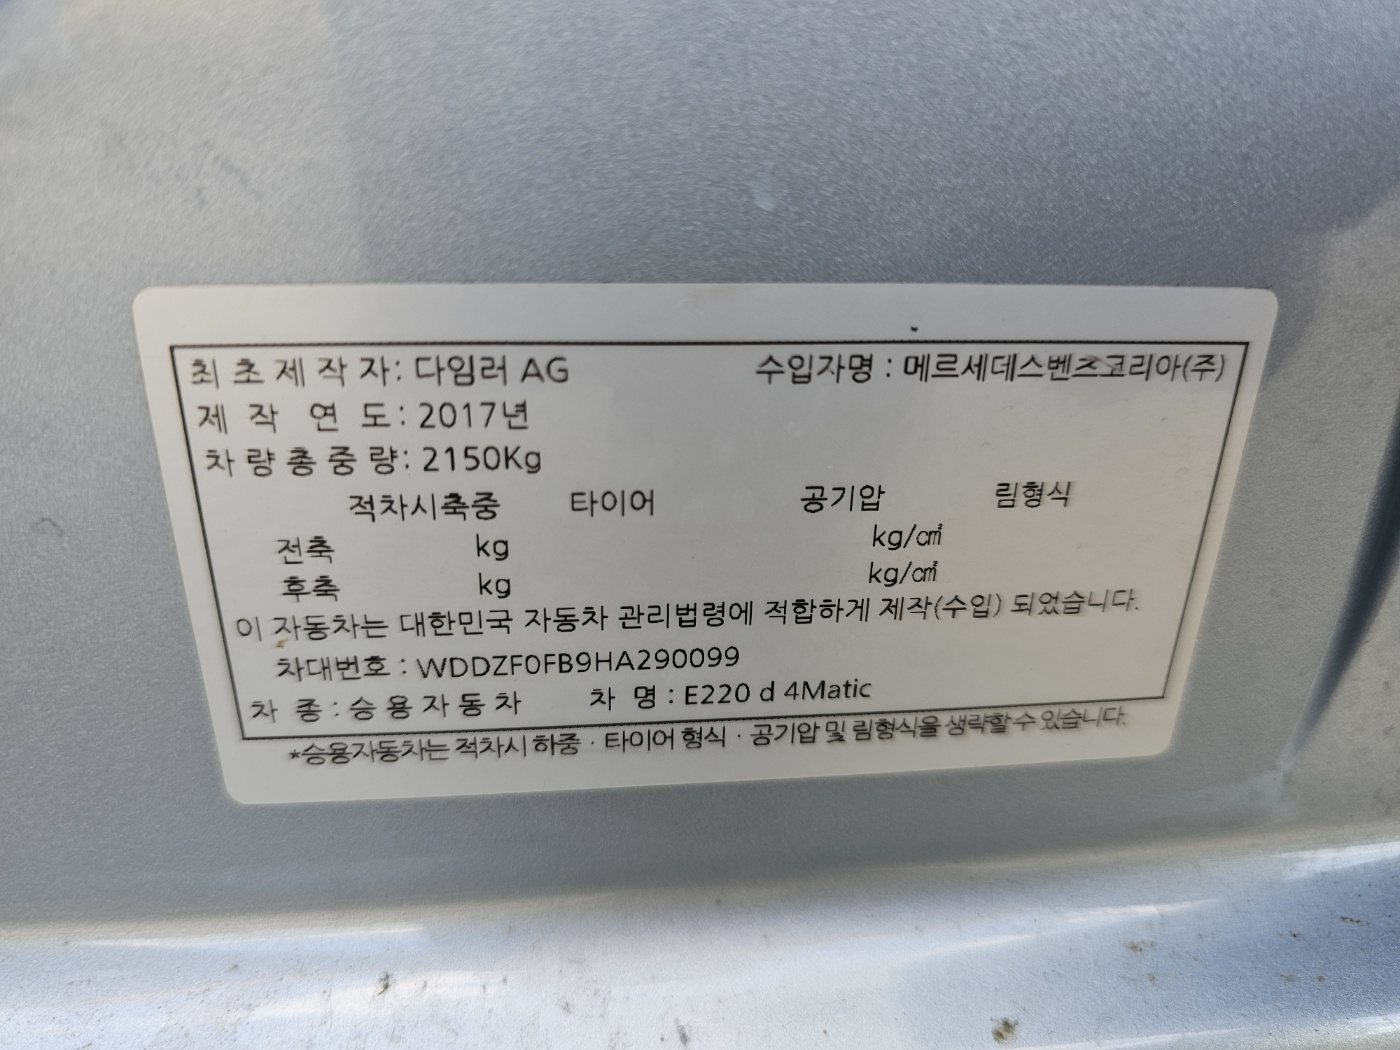 최초제작자: 다임러 AG 수입자명 : 메르세데스벤츠코리아(주)
제작연도: 2017년
차량총중량: 2150Kg
적차시축중 타이어 공기압 림형식
전축 kg kg/㎠
후축 kg kg/㎠
이 자동차는 대한민국 자동차 관리법령에 적합하게 제작(수입) 되었습니다.
차대번호 : WDDZF0FB9HA290099
차 종 : 승용자동차 차 명 : E220 d 4Matic
*승용자동차는 적차시 하중 · 타이어 형식 · 공기압 및 림형식을 생략할 수 있습니다.